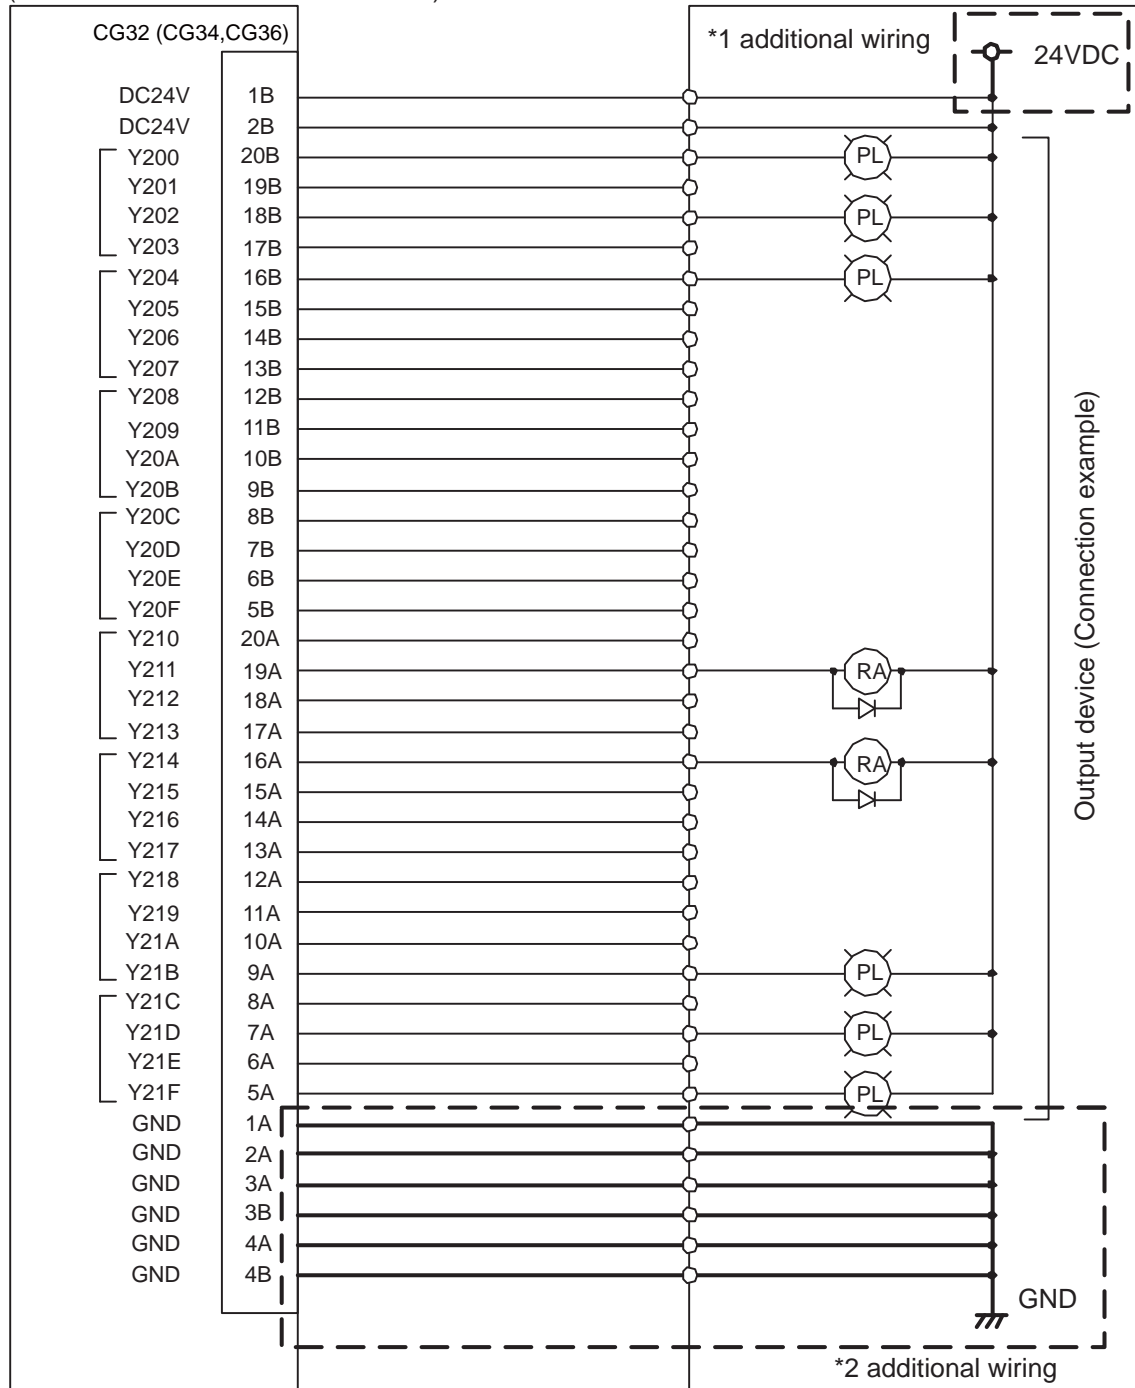 CG32 (CG34,CG36)
*1 additional wiring
24VDC
DC24V 1B
DC24V 2B
Y200 20B PL
Y201 19B
Y202 18B PL
Y203 17B
Y204 16B PL
Y205 15B
Y206 14B
Y207 13B
Y208 12B
Y209 11B
Y20A 10B
Y20B 9B
Y20C 8B
Y20D 7B
Y20E 6B
Y20F 5B
Y210 20A
Y211 19A RA
Y212 18A
Y213 17A
Y214 16A RA
Y215 15A
Y216 14A
Y217 13A
Y218 12A
Y219 11A
Y21A 10A
Y21B 9A PL
Y21C 8A
Y21D 7A PL
Y21E 6A
Y21F 5A PL
GND 1A
GND 2A
GND 3A
GND 3B
GND 4A
GND 4B
GND
*2 additional wiring
Output device (Connection example)